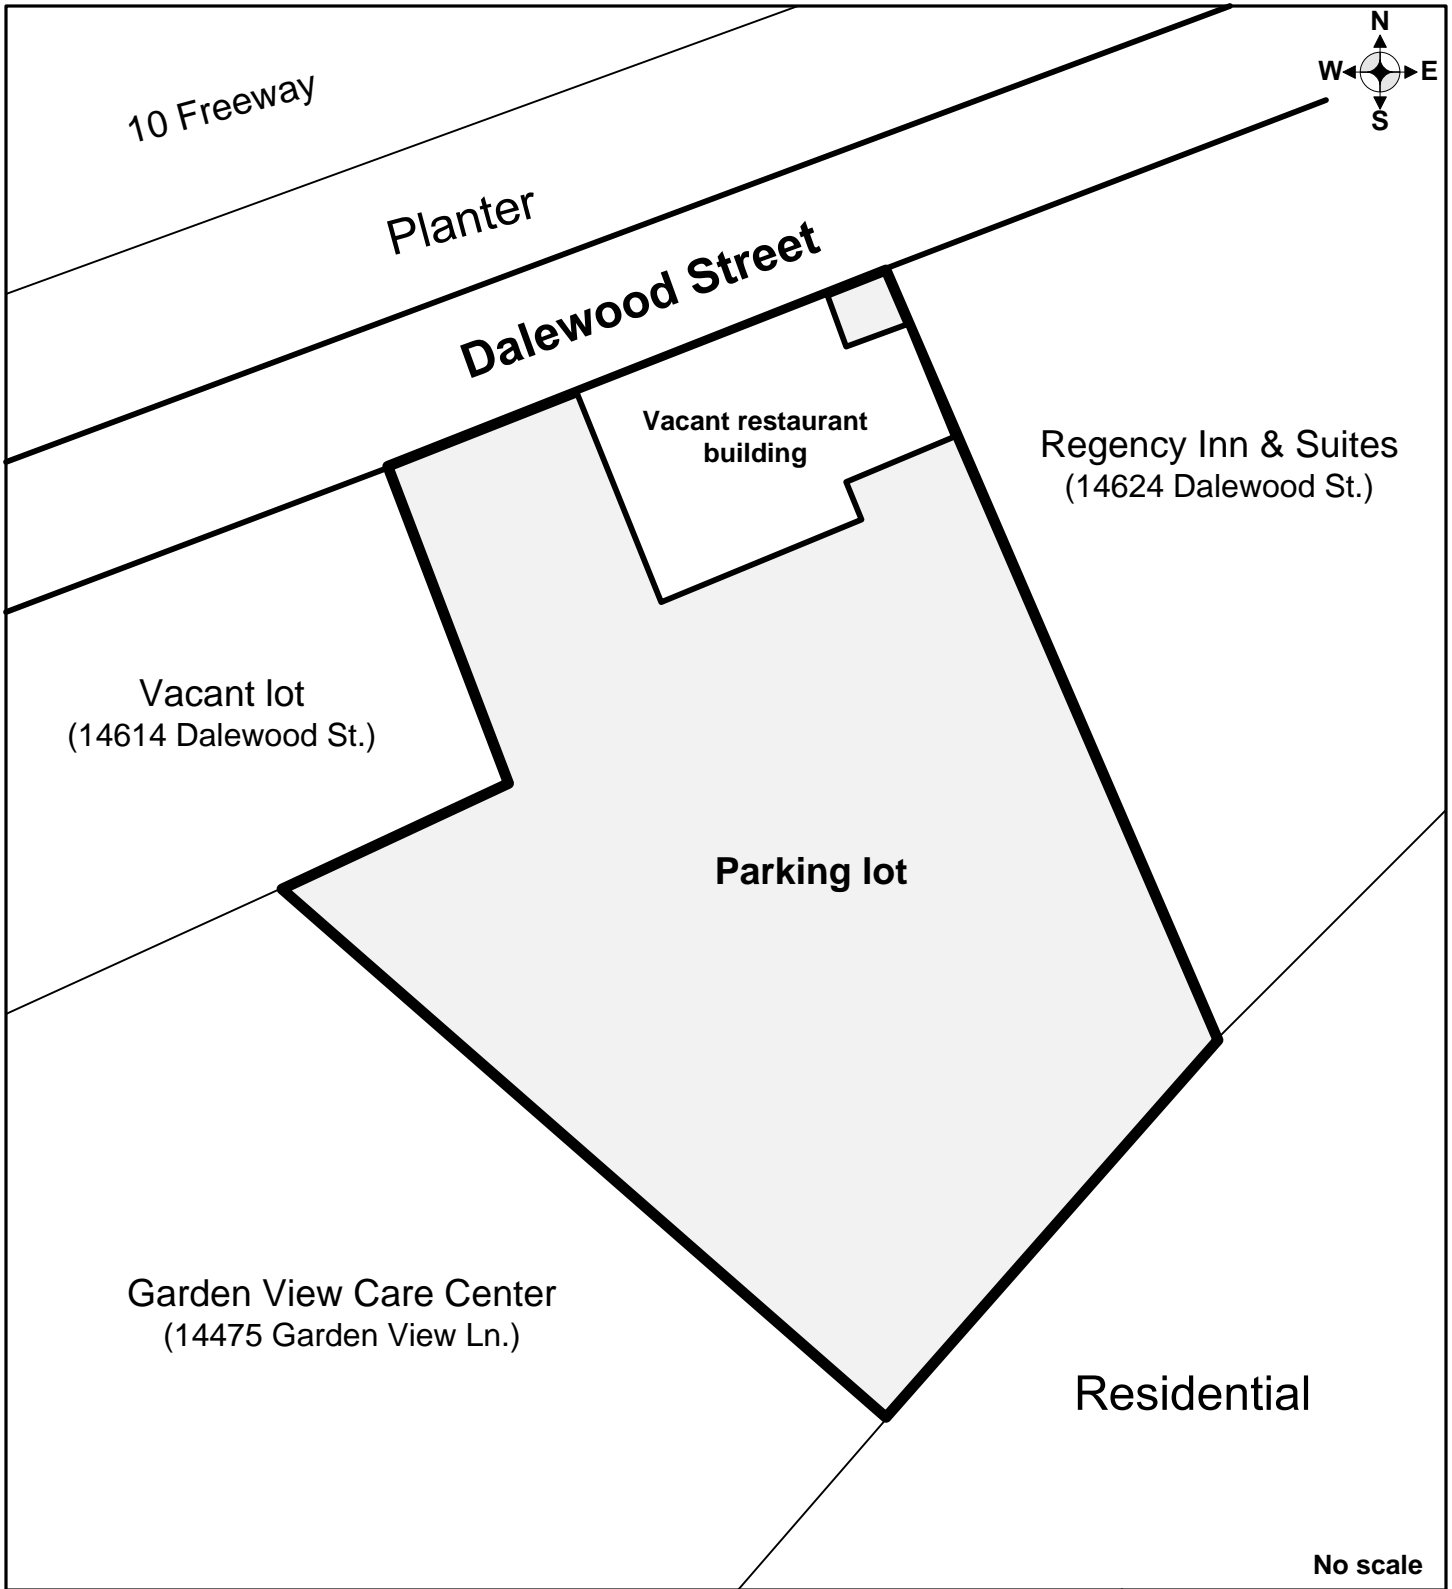 N
W E
S
10 Freeway
Planter
Dalewood Street
Vacant restaurant
building
Regency Inn & Suites
(14624 Dalewood St.)
Vacant lot
(14614 Dalewood St.)
Parking lot
Garden View Care Center
(14475 Garden View Ln.)
Residential
No scale